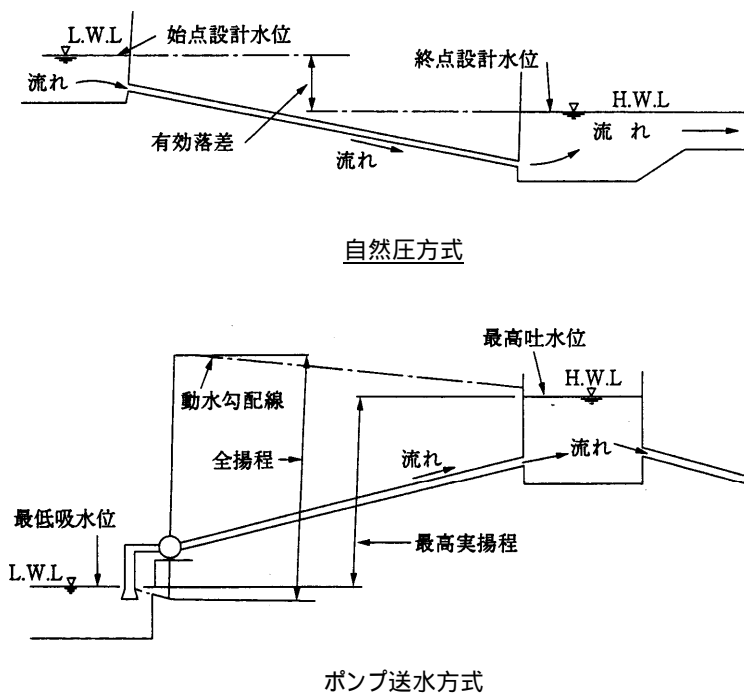 L.W.L
始点設計水位
流れ
有効落差
流れ
終点設計水位
H.W.L
流れ
自然圧方式
最高吐水位
H.W.L
動水勾配線
全揚程
流れ
流れ
最低吸水位
L.W.L
最高実揚程
ポンプ送水方式